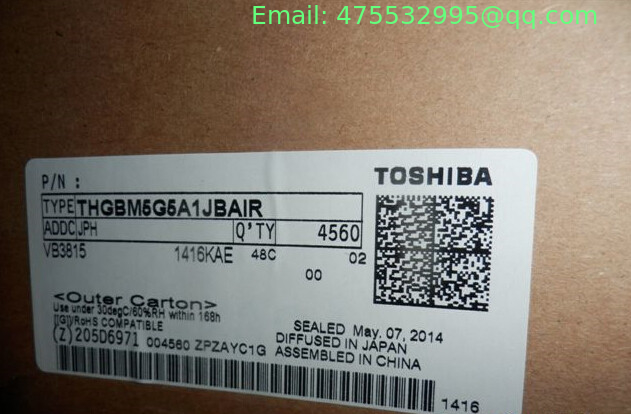 Email: 475532995@qq.com
P/N :
TOSHIBA
TYPE THGBM5G5A1JBAIR
ADDC JPH Q'TY 4560
VB3815 1416KAE 48C 02
00
<Outer Carton>
Use under 30degC/60%RH within 168h
[[G]]/RoHS COMPATIBLE
SEALED May. 07, 2014
(Z)205D6971 004560 ZPZAYC1G
DIFFUSED IN JAPAN
ASSEMBLED IN CHINA
1416